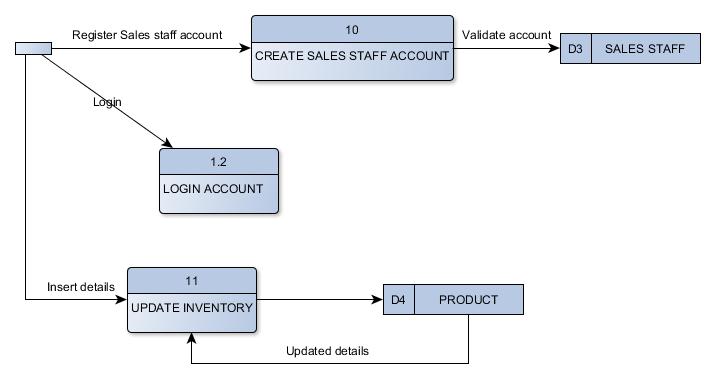 10
Register Sales staff account
Validate account
D3
SALES STAFF
CREATE SALES STAFF ACCOUNT
Login
1.2
LOGIN ACCOUNT
11
Insert details
UPDATE INVENTORY
D4
PRODUCT
Updated details